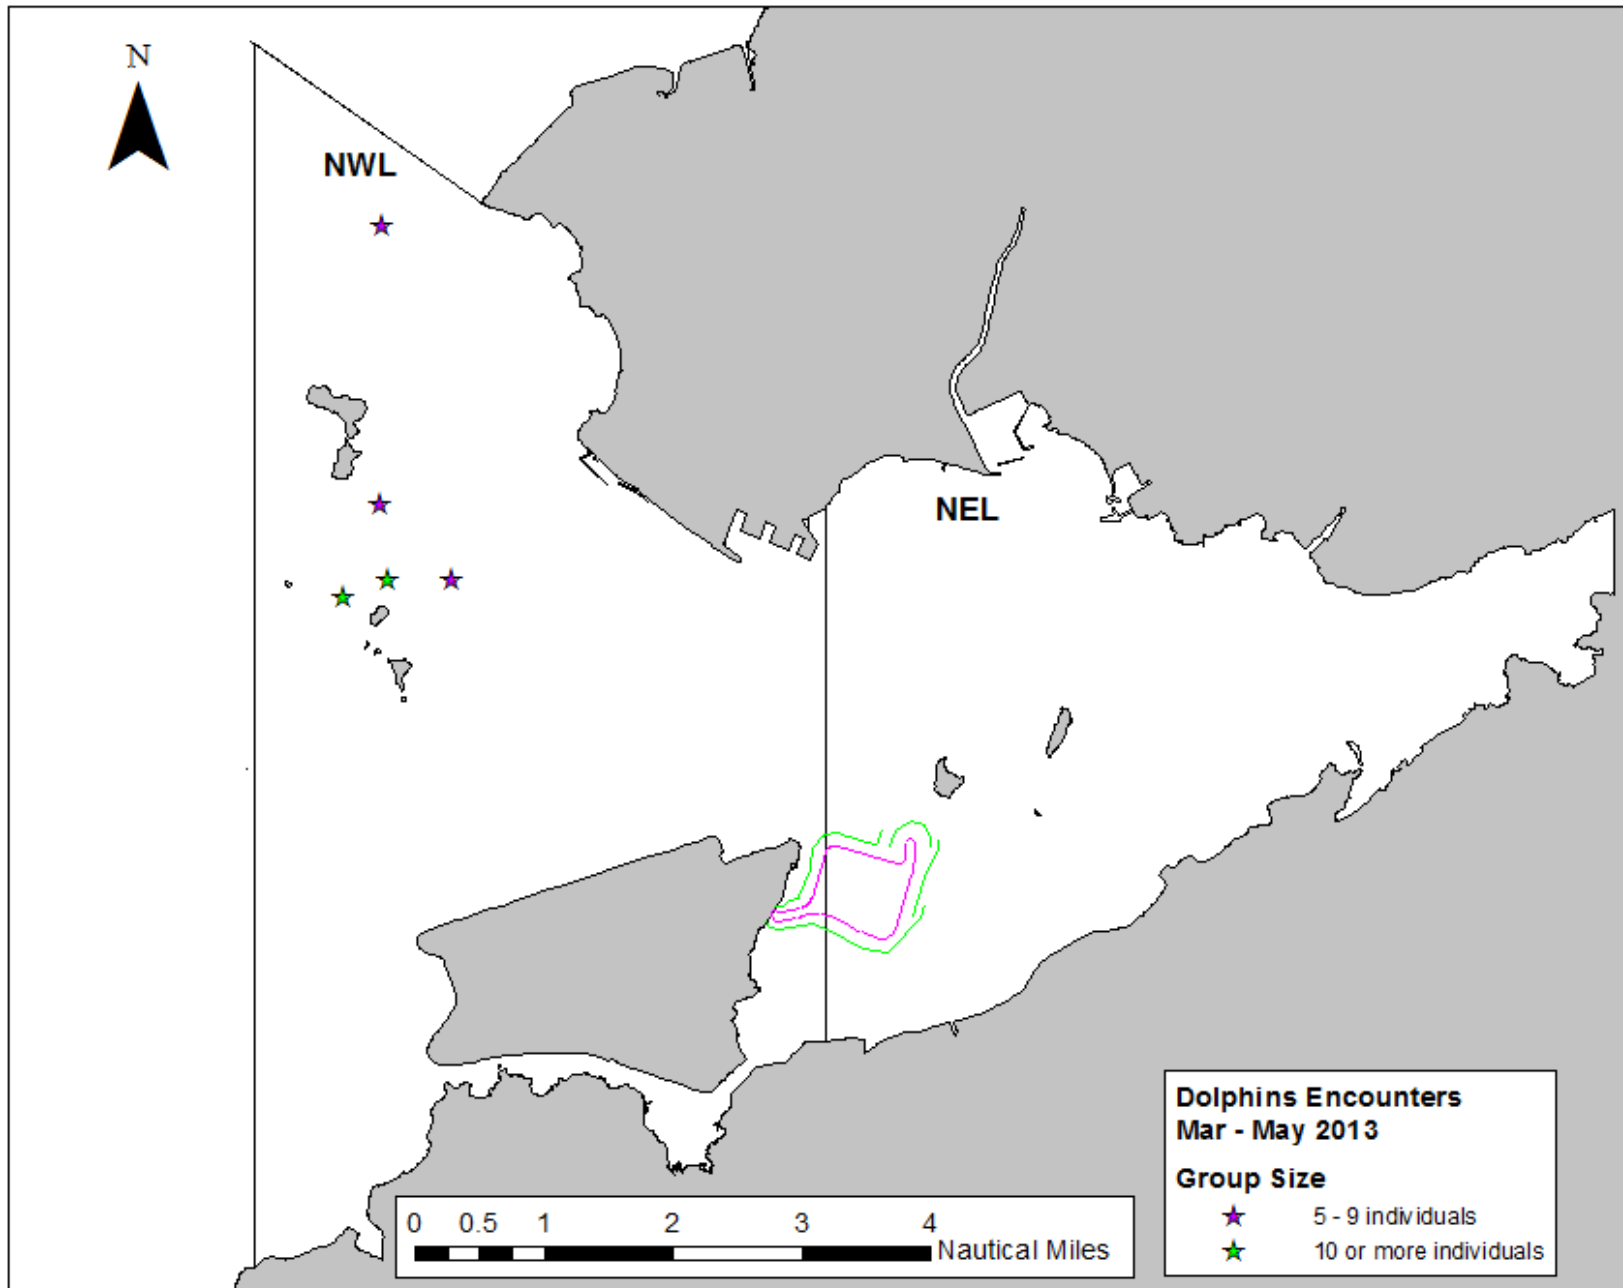 N
NWL
NEL
Dolphins Encounters
Mar - May 2013
Group Size
5 - 9 individuals
10 or more individuals
0 0.5 1 2 3 4
Nautical Miles